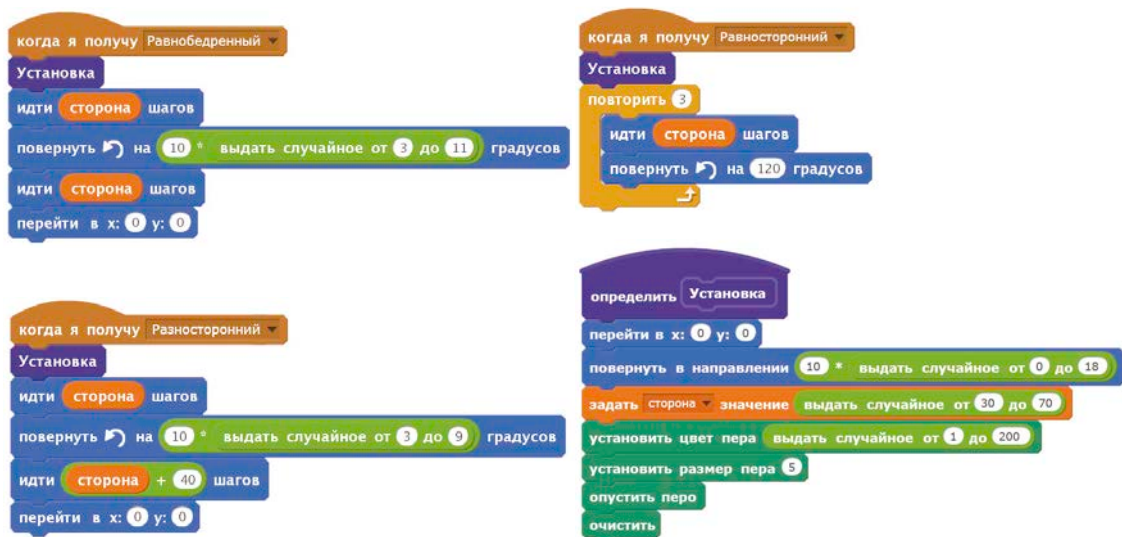 когда я получу Равнобедренный
Установка
идти сторона шагов
повернуть на 10 * выдать случайное от 3 до 11 градусов
идти сторона шагов
перейти в x: 0 y: 0
когда я получу Равносторонний
Установка
повторить 3
идти сторона шагов
повернуть на 120 градусов
когда я получу Разносторонний
Установка
идти сторона шагов
повернуть на 10 * выдать случайное от 3 до 9 градусов
идти сторона + 40 шагов
перейти в x: 0 y: 0
определить Установка
перейти в x: 0 y: 0
повернуть в направлении 10 * выдать случайное от 0 до 18
задать сторона значение выдать случайное от 30 до 70
установить цвет пера выдать случайное от 1 до 200
установить размер пера 5
опустить перо
очистить